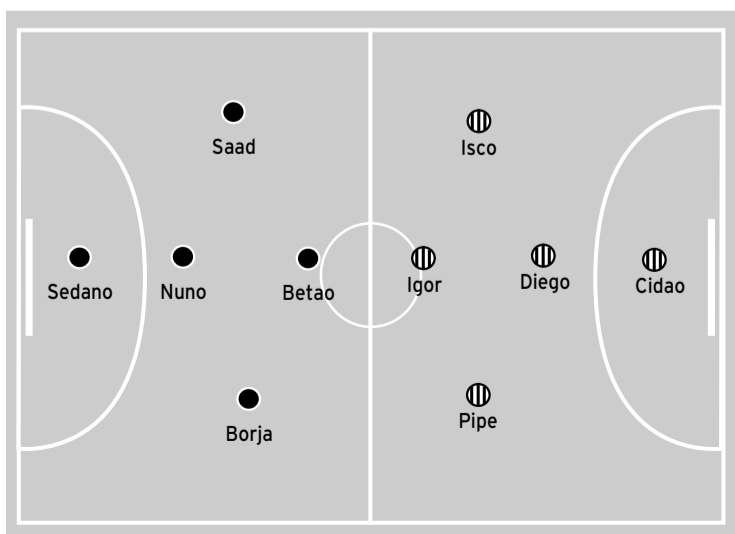 Saad
Isco
Sedano
Nuno
Betao
Igor
Diego
Cidao
Borja
Pipe